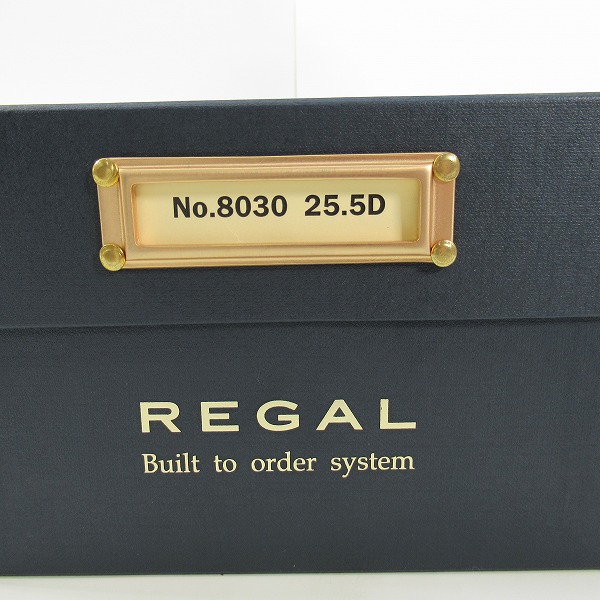 No.8030 25.5D
REGAL
Built to order system